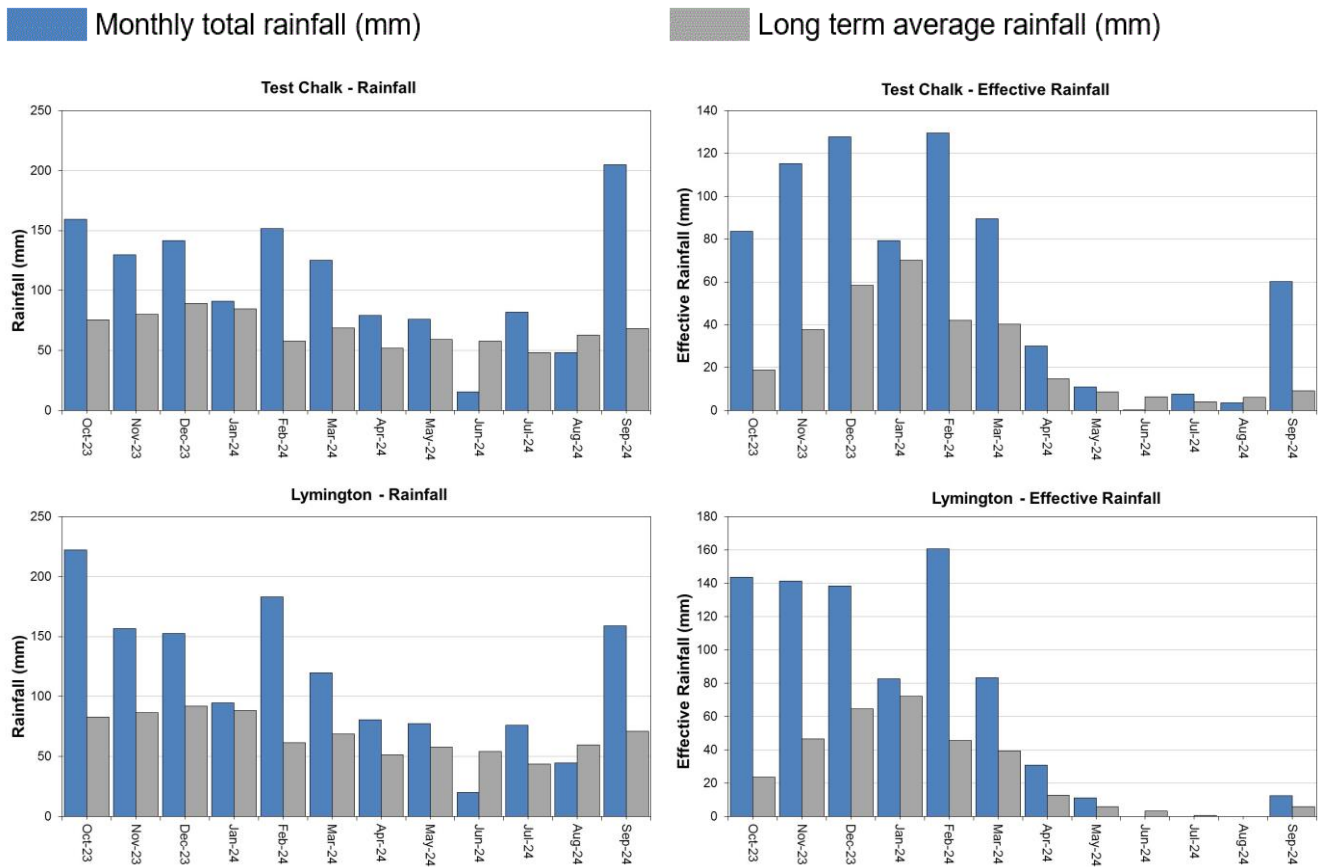 Monthly total rainfall (mm)
Long term average rainfall (mm)
Test Chalk - Rainfall
Rainfall (mm)
250
200
150
100
50
0
Oct-23
Nov-23
Dec-23
Jan-24
Feb-24
Mar-24
Apr-24
May-24
Jun-24
Jul-24
Aug-24
Sep-24
Test Chalk - Effective Rainfall
Effective Rainfall (mm)
140
120
100
80
60
40
20
0
Oct-23
Nov-23
Dec-23
Jan-24
Feb-24
Mar-24
Apr-24
May-24
Jun-24
Jul-24
Aug-24
Sep-24
Lymington - Rainfall
Rainfall (mm)
250
200
150
100
50
0
Oct-23
Nov-23
Dec-23
Jan-24
Feb-24
Mar-24
Apr-24
May-24
Jun-24
Jul-24
Aug-24
Sep-24
Lymington - Effective Rainfall
Effective Rainfall (mm)
180
160
140
120
100
80
60
40
20
0
Oct-23
Nov-23
Dec-23
Jan-24
Feb-24
Mar-24
Apr-24
May-24
Jun-24
Jul-24
Aug-24
Sep-24